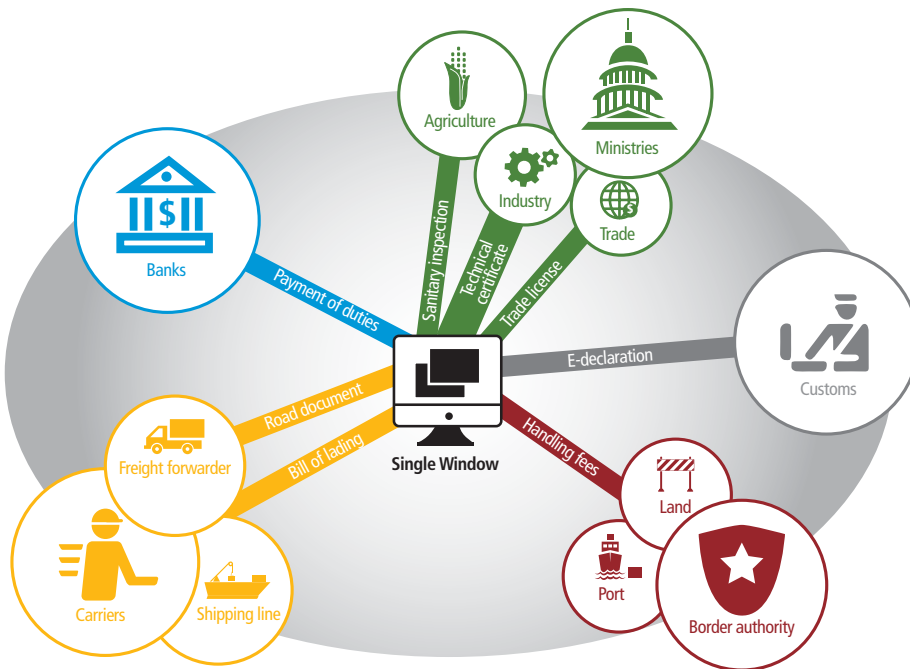 Agriculture
Ministries
Industry
Trade
$
$
Banks
Sanitary inspection
Technical
certificate
Trade license
Payment of duties
E-declaration
Customs
Road document
Bill of lading
Handling fees
Single Window
Freight forwarder
Land
Carriers
Shipping line
Port
Border authority